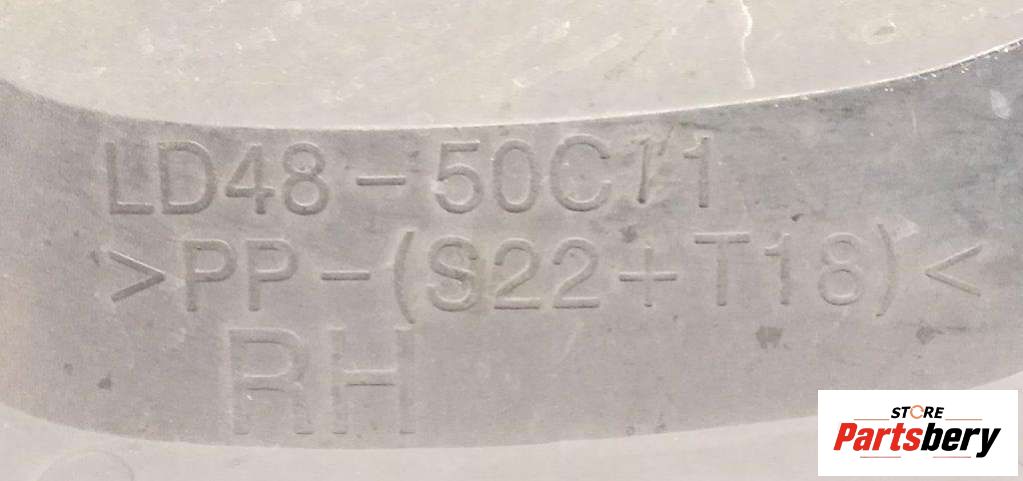 LD48-50C11
>PP-(S22+T18)<
RH
STORE
Partsbery